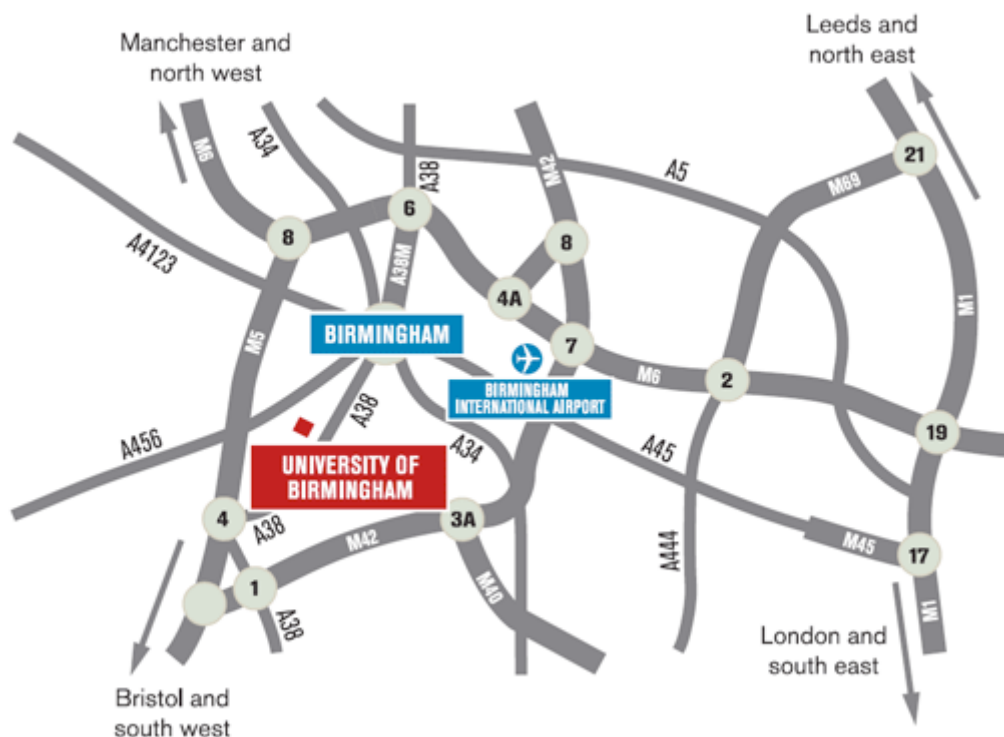 Manchester and
north west
Leeds and
north east
M6
A34
A38
M42
A5
21
M69
A4123
8
6
8
A38M
4A
M5
M1
BIRMINGHAM
7
BIRMINGHAM
INTERNATIONAL AIRPORT
M6
2
A38
A456
A34
A45
19
UNIVERSITY OF
BIRMINGHAM
4
A38
3A
M42
A444
M45
17
1
A38
M40
M1
London and
south east
Bristol and
south west